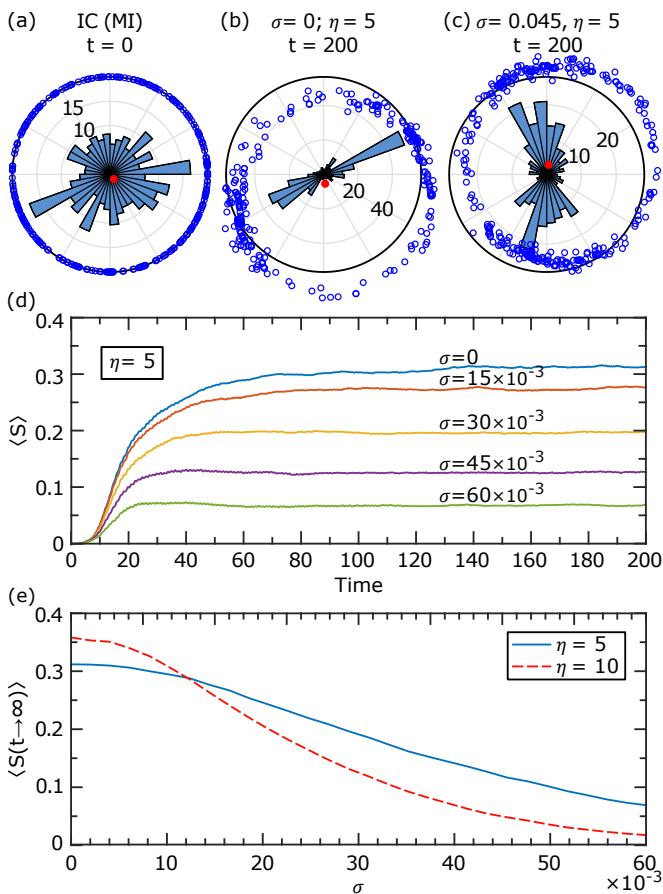 (a) IC (MI)
t = 0
15
10
(b) σ= 0; η = 5
t = 200
20
40
(c) σ= 0.045, η = 5
t = 200
20
10
(d)
0.4
0.3
0.2
0.1
0
⟨S⟩
η= 5
σ=0
σ=15×10⁻³
σ=30×10⁻³
σ=45×10⁻³
σ=60×10⁻³
0 20 40 60 80 100 120 140 160 180 200
Time
(e)
0.4
0.3
0.2
0.1
0
⟨S(t→∞)⟩
η = 5
η = 10
0 10 20 30 40 50 60
σ
×10⁻³